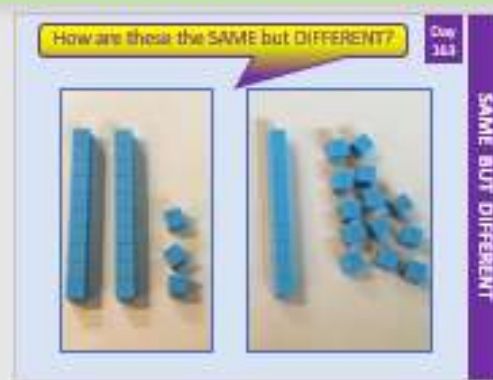 How are these the SAME but DIFFERENT?
Day
163
SAME BUT DIFFERENT